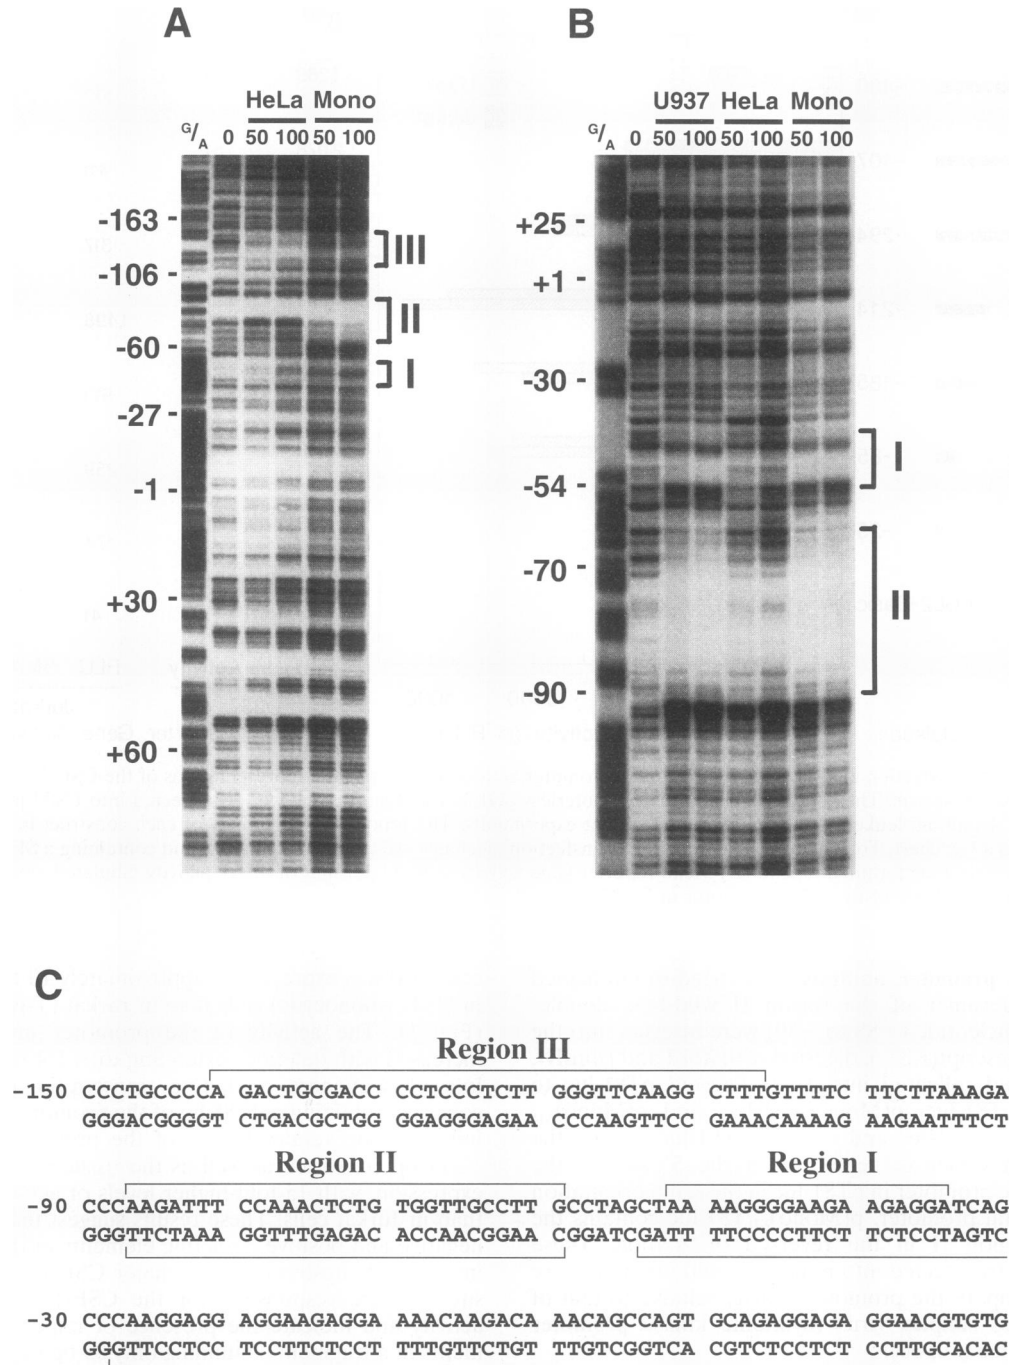 A
B
HeLa Mono
G/A 0 50 100 50 100
-163
-106
-60
-27
-1
+30
+60
III
II
I
U937 HeLa Mono
G/A 0 50 100 50 100 50 100
+25
+1
-30
-54
-70
-90
I
II
C
Region III
-150 CCCTGCCCCA GACTGCGACC CCTCCCTCTT GGGTTCAAGG CTTTGTTTTC TTCTTAAAGA
GGGACGGGGT CTGACGCTGG GGAGGGAGAA CCCAAGTTCC GAAACAAAAG AAGAATTTCT
Region II Region I
-90 CCCAAGATTT CCAAACTCTG TGGTTGCCTT GCCTAGCTAA AAGGGGAAGA AGAGGATCAG
GGGTTCTAAA GGTTTGAGAC ACCAACGGAAC GGATCGATT TTCCCCTTCT TCTCCTAGTC
-30 CCCAAGGAGG AGGAAGAGGA AAACAAGACA AACAGCCAGT GCAGAGGAGA GGAACGTGTG
GGGTTCCTCC TCCTTCTCCT TTTGTTCTGT TTGTCGGTCA CGTCTCCTCT CCTTGCACAC